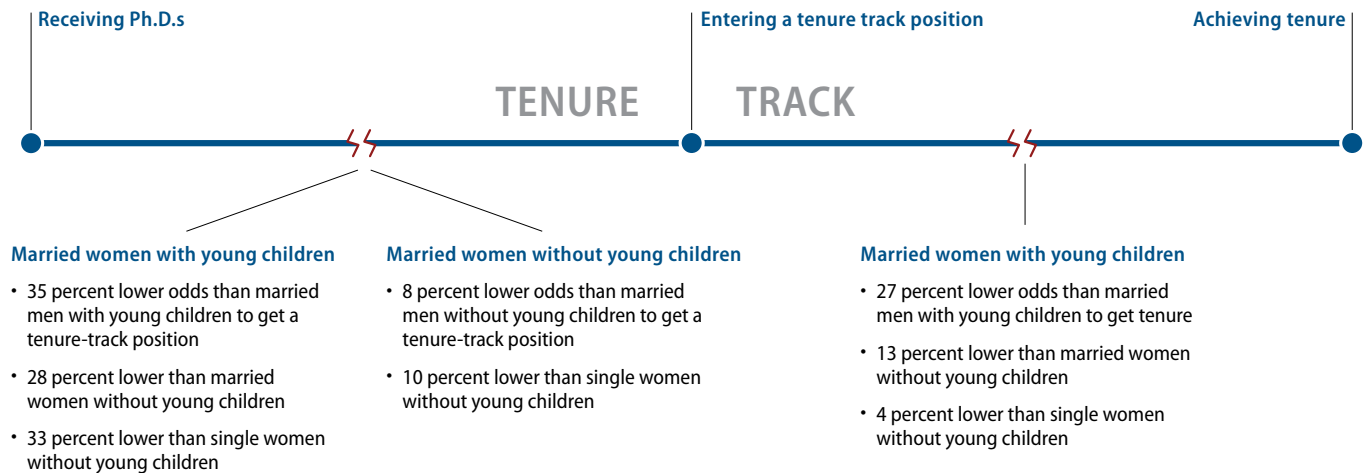 Receiving Ph.D.s
Entering a tenure track position
Achieving tenure
TENURE TRACK
Married women with young children
• 35 percent lower odds than married
men with young children to get a
tenure-track position
• 28 percent lower than married
women without young children
• 33 percent lower than single women
without young children
Married women without young children
• 8 percent lower odds than married
men without young children to get a
tenure-track position
• 10 percent lower than single women
without young children
Married women with young children
• 27 percent lower odds than married
men with young children to get tenure
• 13 percent lower than married women
without young children
• 4 percent lower than single women
without young children